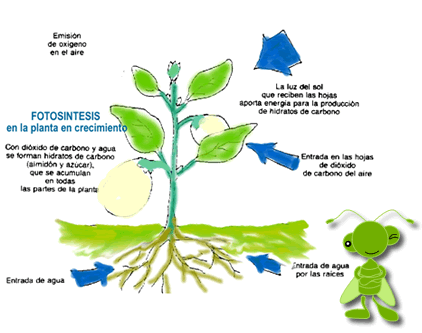 Emisión
de oxigeno
en el aire
La luz del sol
que reciben las hojas
aporta energía para la producción
de hidratos de carbono
FOTOSINTESIS
en la planta en crecimiento
Con dióxido de carbono y agua
se forman hidratos de carbono
(almidón y azúcar),
que se acumulan
en todas
las partes de la planta
Entrada en las hojas
de dióxido
de carbono del aire
Entrada de agua
Entrada de agua
por las raíces